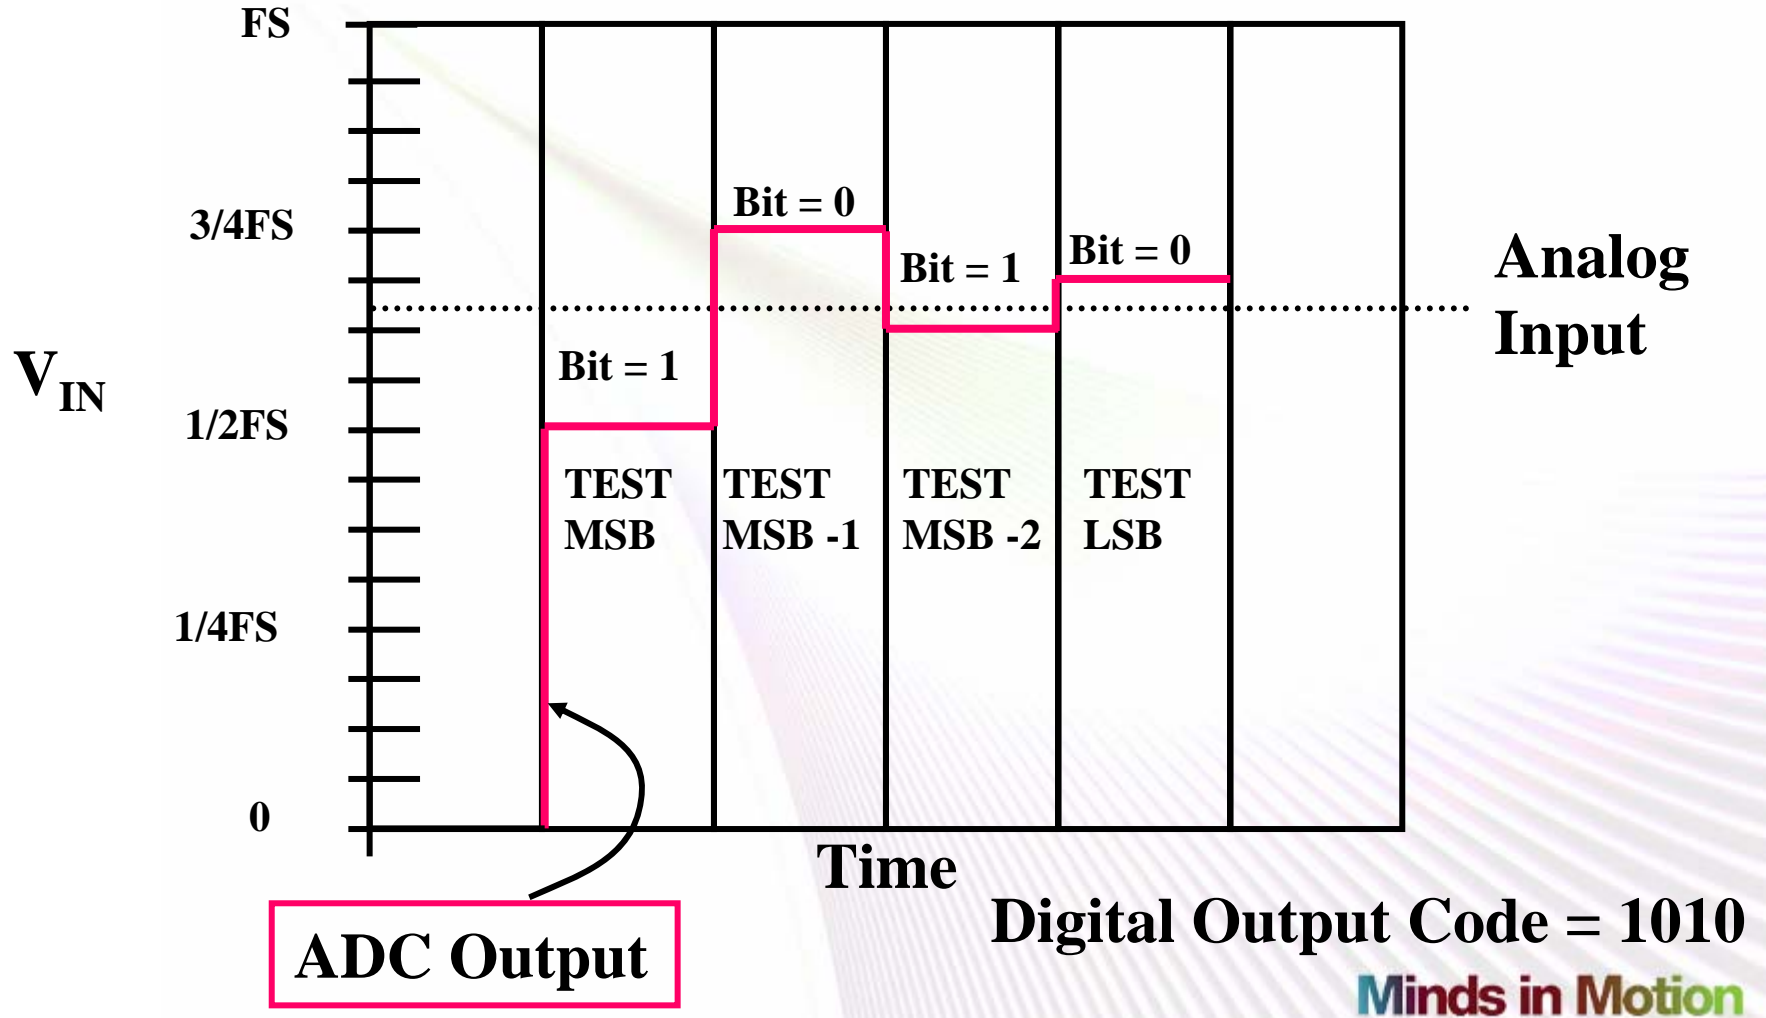 FS
3/4FS
1/2FS
1/4FS
0
V_IN
Bit = 1
Bit = 0
Bit = 1
Bit = 0
TEST
MSB
TEST
MSB -1
TEST
MSB -2
TEST
LSB
Analog
Input
Time
ADC Output
Digital Output Code = 1010
Minds in Motion